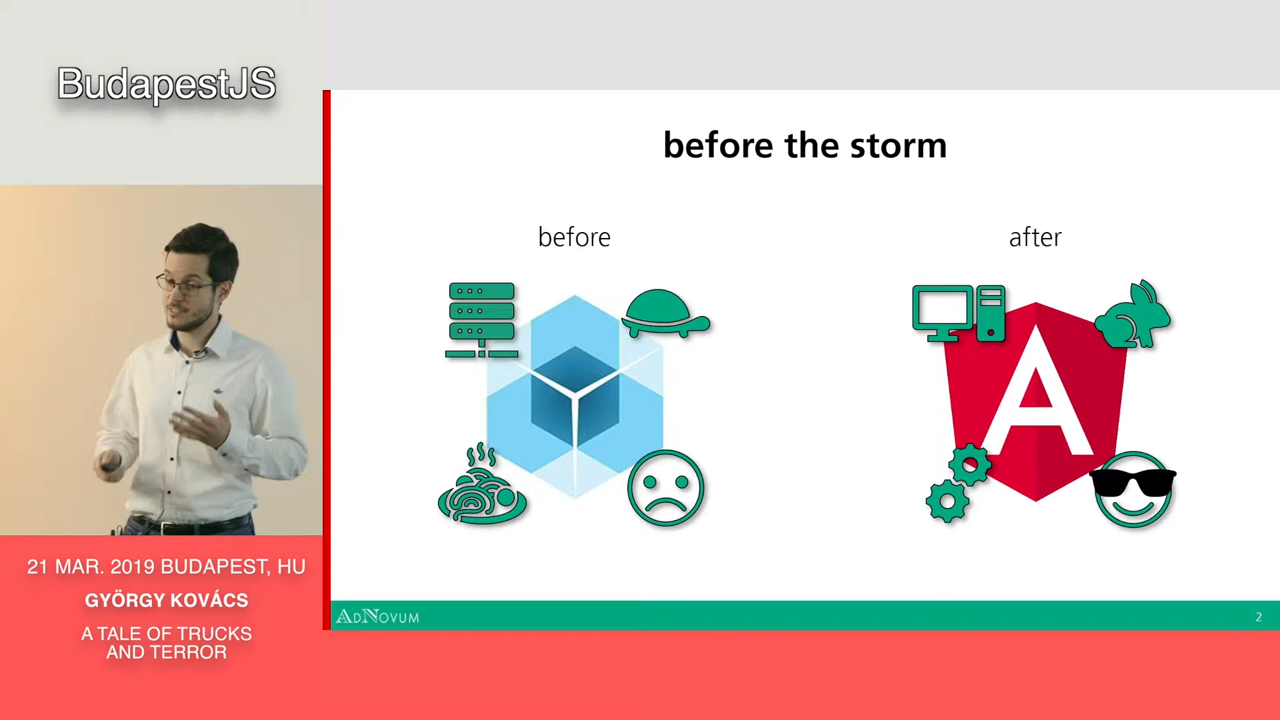 BudapestJS
before the storm
before
after
21 MAR. 2019 BUDAPEST, HU
GYÖRGY KOVÁCS
A TALE OF TRUCKS
AND TERROR
ADNOVUM
2